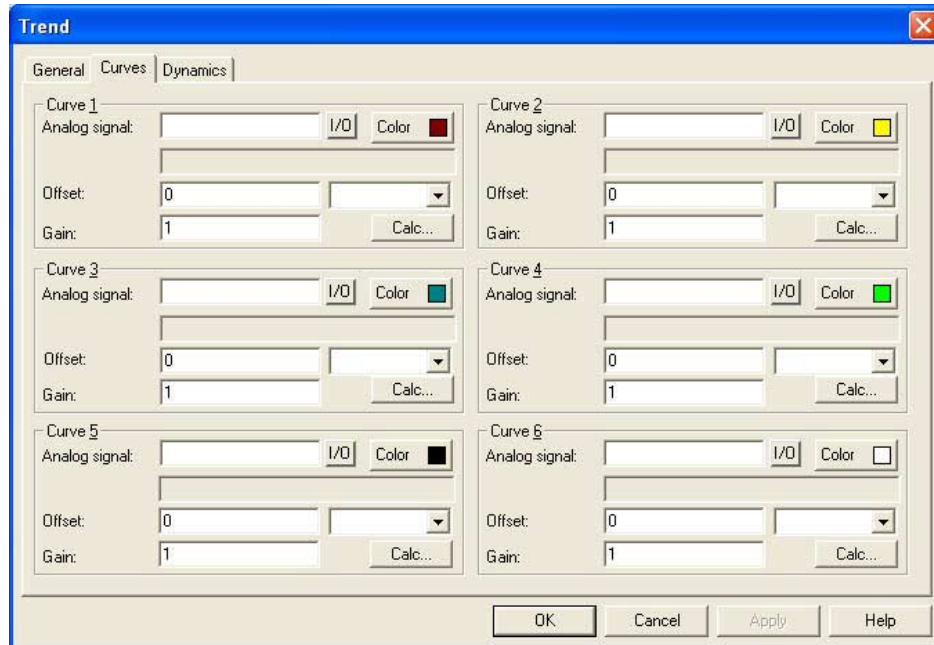 Trend
General Curves Dynamics
Curve 1
Analog signal: I/O Color
Offset: 0
Gain: 1 Calc...
Curve 2
Analog signal: I/O Color
Offset: 0
Gain: 1 Calc...
Curve 3
Analog signal: I/O Color
Offset: 0
Gain: 1 Calc...
Curve 4
Analog signal: I/O Color
Offset: 0
Gain: 1 Calc...
Curve 5
Analog signal: I/O Color
Offset: 0
Gain: 1 Calc...
Curve 6
Analog signal: I/O Color
Offset: 0
Gain: 1 Calc...
OK Cancel Apply Help